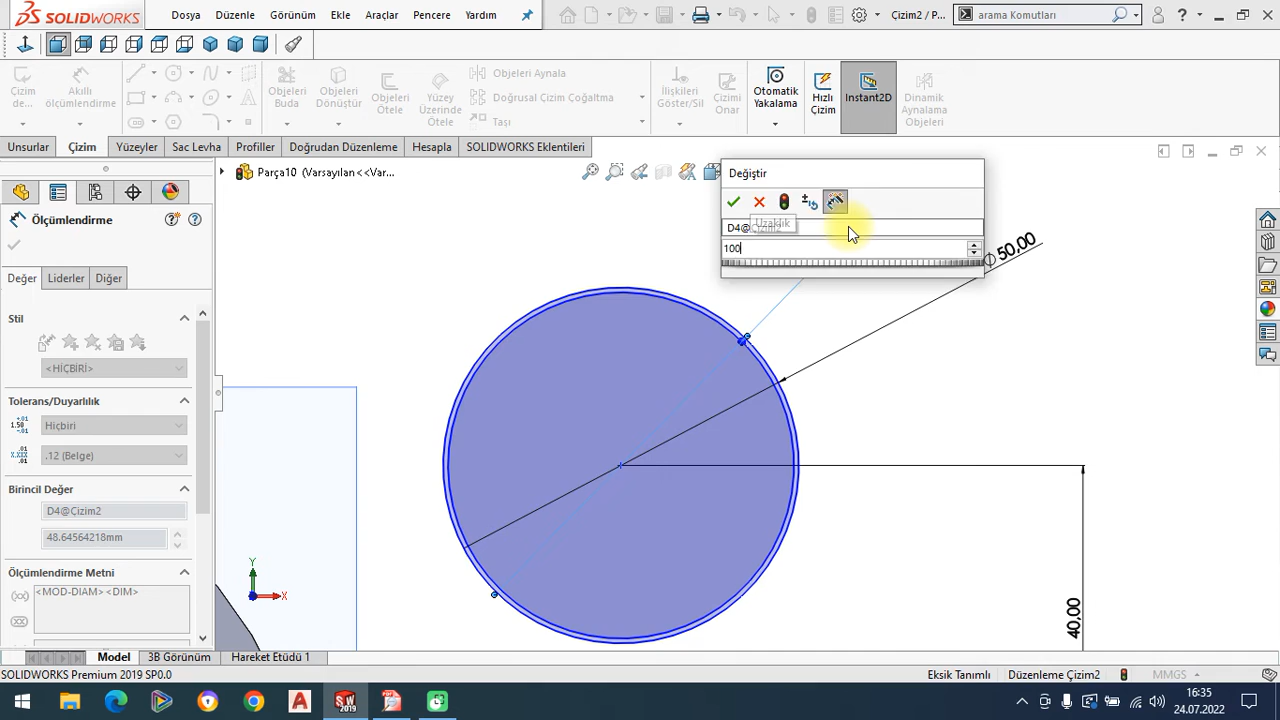 SOLIDWORKS
Dosya Düzenle Görünüm Ekle Araçlar Pencere Yardım
Çizim2 / P...
arama Komutları
Çizim de...
Akıllı ölçümlendirme
Objeleri Buda
Objeleri Dönüştür
Objeleri Ötele
Yüzey Üzerinde Ötele
Objeleri Aynala
Doğrusal Çizim Çoğaltma
Taşı
İlişkileri Göster/Sil
Çizimi Onar
Otomatik Yakalama
Hızlı Çizim
Instant2D
Dinamik Aynalama Objeleri
Unsurlar Çizim Yüzeyler Sac Levha Profiller Doğrudan Düzenleme Hesapla SOLIDWORKS Eklentileri
Parça10 (Varsayılan<<Var...
Değiştir
Uzaklık
100
Ø 50,00
40,00
Ölçümlendirme
Değer Liderler Diğer
Stil
<HİÇBİRİ>
Tolerans/Duyarlılık
Hiçbiri
.12 (Belge)
Birincil Değer
D4@Çizim2
48.64564218mm
Ölçümlendirme Metni
<MOD-DIAM><DIM>
Y
X
Model 3B Görünüm Hareket Etüdü 1
SOLIDWORKS Premium 2019 SP0.0
Eksik Tanımlı Düzenleme Çizim2 MMGS
16:35
24.07.2022